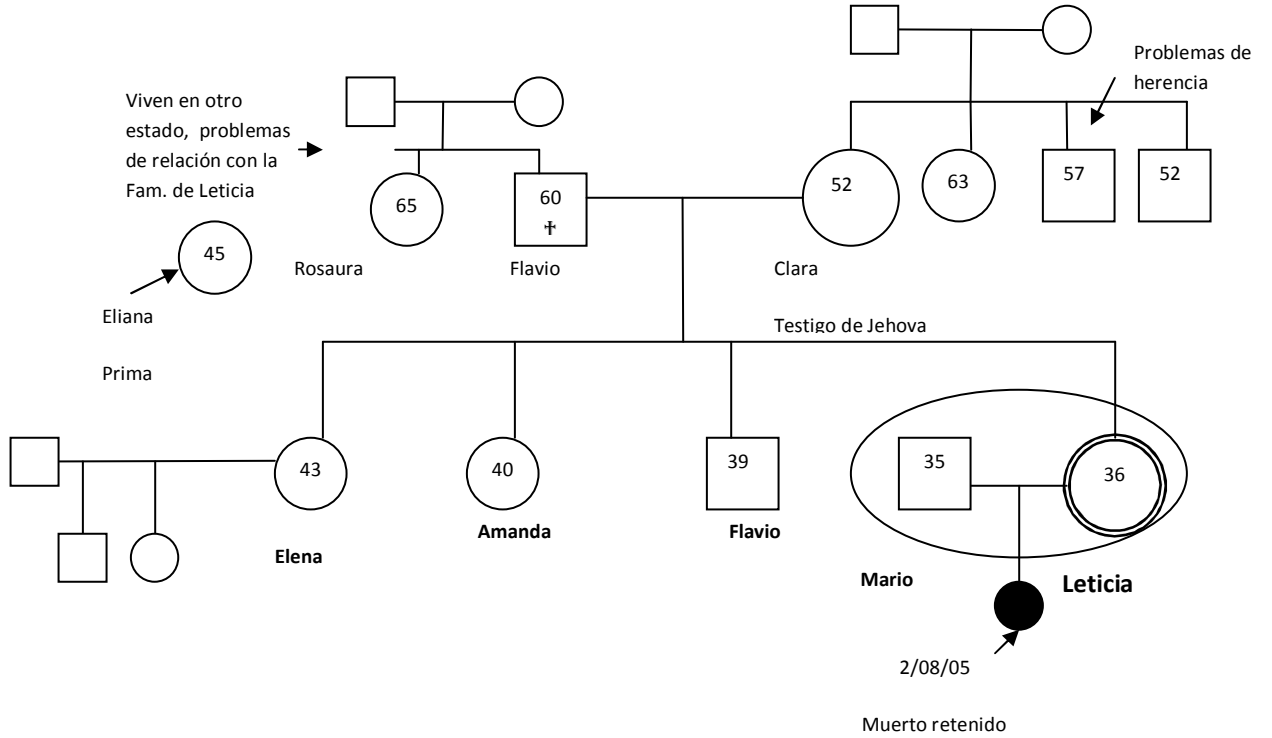 Problemas de
herencia
Viven en otro
estado, problemas
de relación con la
Fam. de Leticia
65
60
✝
52
63
57
52
45
Rosaura
Flavio
Clara
Eliana
Prima
Testigo de Jehova
43
40
39
35
36
Elena
Amanda
Flavio
Mario
Leticia
2/08/05
Muerto retenido